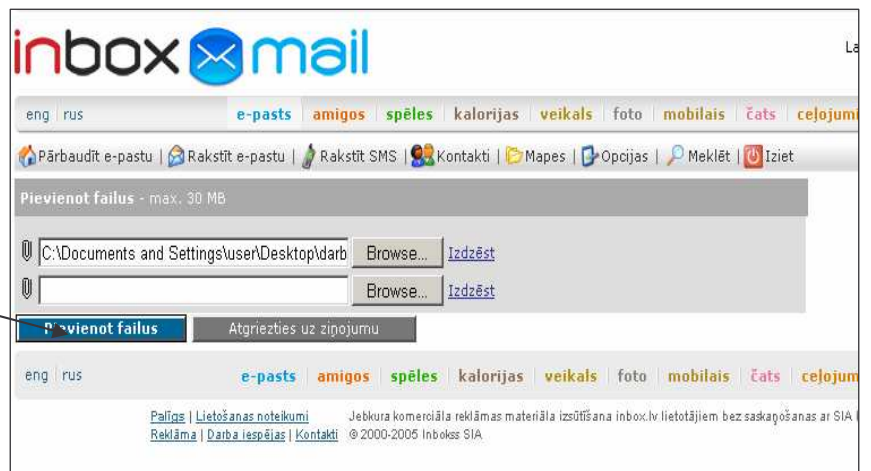 inbox mail
eng | rus e-pasts amigos spēles kalorijas veikals foto mobilais čats
Pārbaudīt e-pastu | Rakstīt e-pastu | Rakstīt SMS | Kontakti | Mapes | Opcijas | Meklēt | Iziet
Pievienot failus - max. 30 MB
C:\Documents and Settings\user\Desktop\darb Browse... Izdzēst
Browse... Izdzēst
Pievienot failus Atgriezties uz ziņojumu
eng | rus e-pasts amigos spēles kalorijas veikals foto mobilais čats
Palīgs | Lietošanas noteikumi Jebkura komerciāla reklāmas materiāla izsūtīšana inbox.lv lietotājiem bez saskaņošanas ar SIA
Reklāma | Darba iespējas | Kontakti © 2000-2005 Inbokss SIA